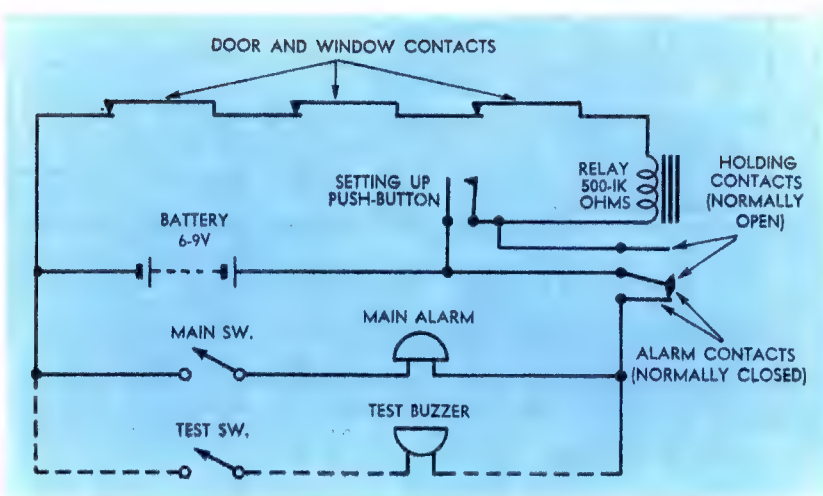 DOOR AND WINDOW CONTACTS
SETTING UP
PUSH-BUTTON
RELAY
500-1K
OHMS
HOLDING
CONTACTS
(NORMALLY
OPEN)
BATTERY
6-9V
MAIN SW.
MAIN ALARM
ALARM CONTACTS
(NORMALLY CLOSED)
TEST SW.
TEST BUZZER